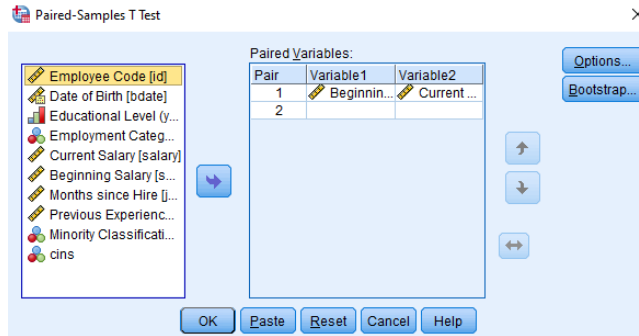 Paired-Samples T Test
Paired Variables:
Employee Code [id]
Date of Birth [bdate]
Educational Level (y...
Employment Categ...
Current Salary [salary]
Beginning Salary [s...
Months since Hire [j...
Previous Experienc...
Minority Classificati...
cins
Pair Variable1 Variable2
1 Beginnin... Current ...
2
Options...
Bootstrap...
OK Paste Reset Cancel Help